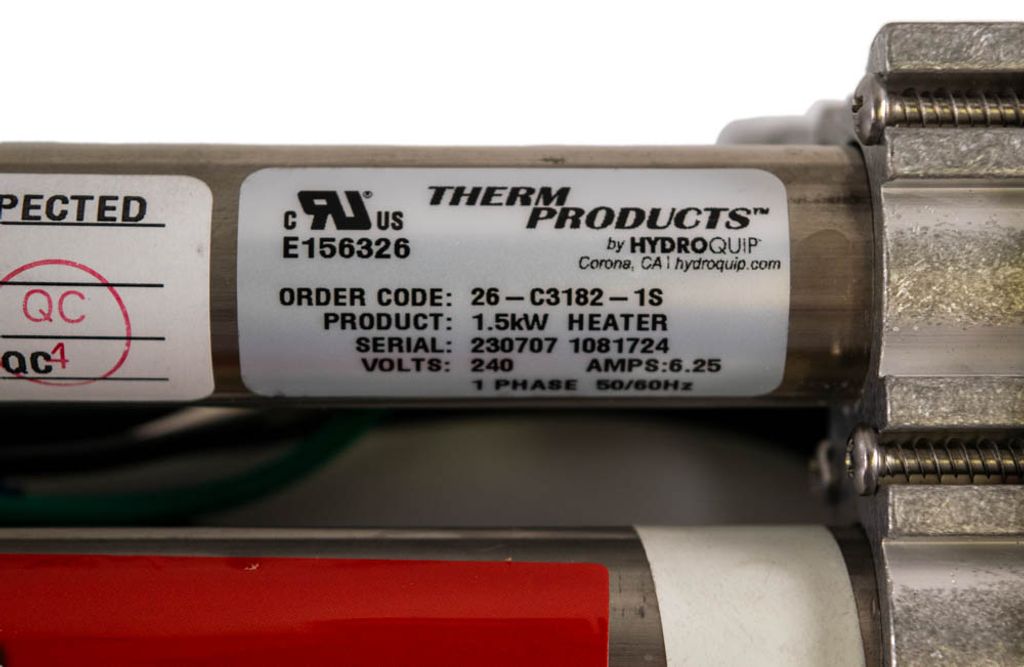 PECTED
QC
QC4
c RU® US
E156326
THERM
PRODUCTS™
by HYDROQUIP
Corona, CA | hydroquip.com
ORDER CODE: 26-C3182-1S
PRODUCT: 1.5kW HEATER
SERIAL: 230707 1081724
VOLTS: 240 AMPS:6.25
1 PHASE 50/60Hz